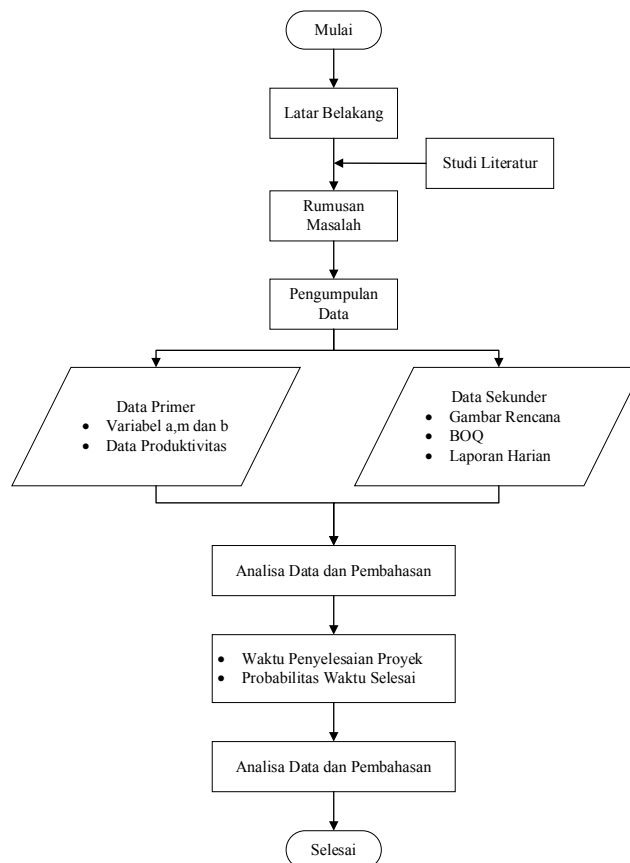 Mulai
Latar Belakang
Studi Literatur
Rumusan
Masalah
Pengumpulan
Data
Data Primer
• Variabel a,m dan b
• Data Produktivitas
Data Sekunder
• Gambar Rencana
• BOQ
• Laporan Harian
Analisa Data dan Pembahasan
• Waktu Penyelesaian Proyek
• Probabilitas Waktu Selesai
Analisa Data dan Pembahasan
Selesai